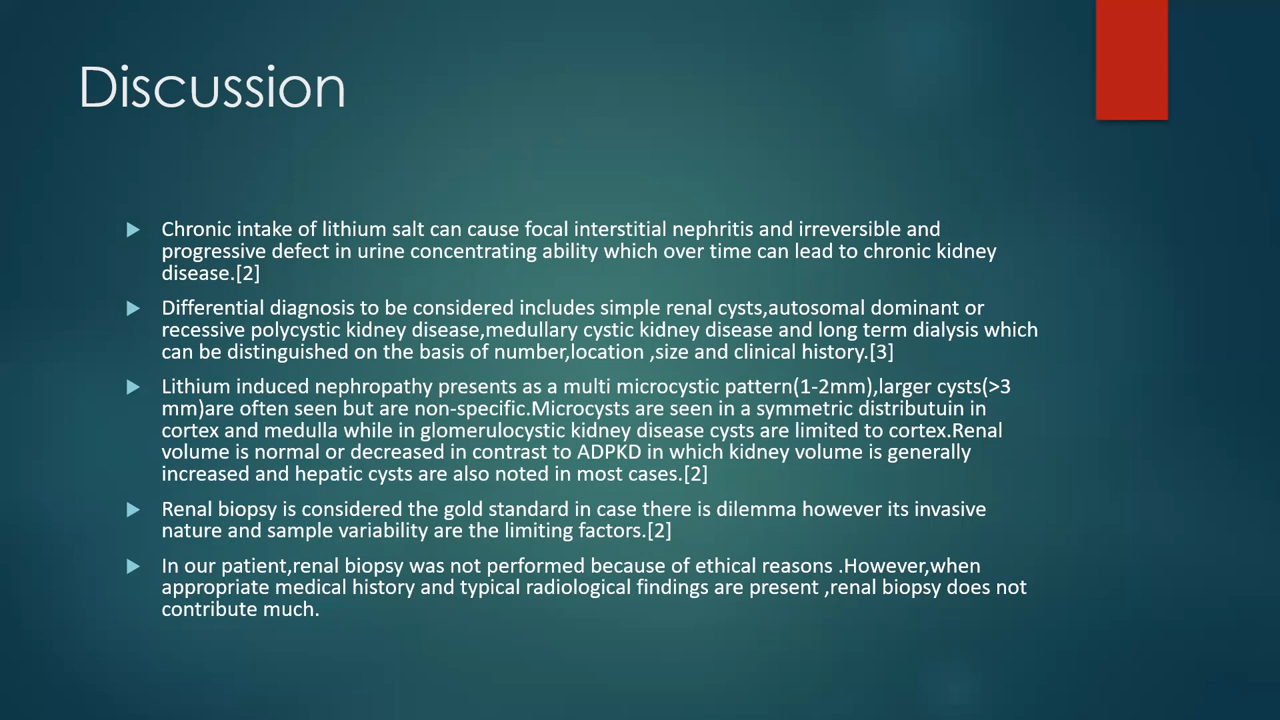 Discussion
Chronic intake of lithium salt can cause focal interstitial nephritis and irreversible and
progressive defect in urine concentrating ability which over time can lead to chronic kidney
disease.[2]
Differential diagnosis to be considered includes simple renal cysts,autosomal dominant or
recessive polycystic kidney disease,medullary cystic kidney disease and long term dialysis which
can be distinguished on the basis of number,location ,size and clinical history.[3]
Lithium induced nephropathy presents as a multi microcystic pattern(1-2mm),larger cysts(>3
mm)are often seen but are non-specific.Microcysts are seen in a symmetric distributuin in
cortex and medulla while in glomerulocystic kidney disease cysts are limited to cortex.Renal
volume is normal or decreased in contrast to ADPKD in which kidney volume is generally
increased and hepatic cysts are also noted in most cases.[2]
Renal biopsy is considered the gold standard in case there is dilemma however its invasive
nature and sample variability are the limiting factors.[2]
In our patient,renal biopsy was not performed because of ethical reasons .However,when
appropriate medical history and typical radiological findings are present ,renal biopsy does not
contribute much.